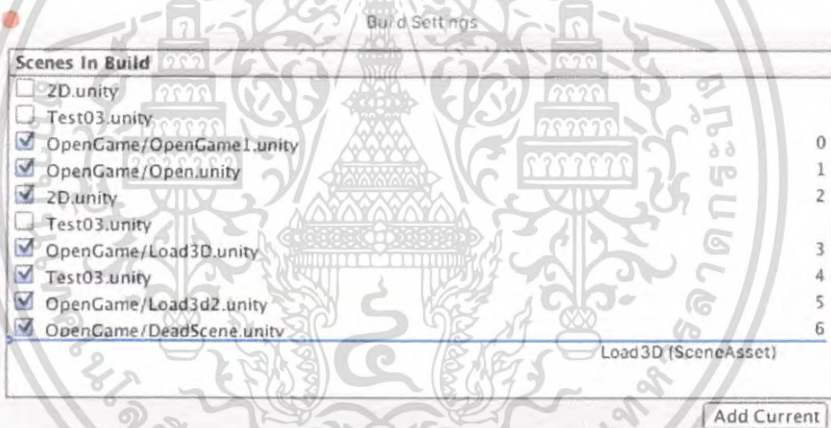 Build Settings
Scenes In Build
2D.unity
Test03.unity
OpenGame/OpenGame1.unity 0
OpenGame/Open.unity 1
2D.unity 2
Test03.unity
OpenGame/Load3D.unity 3
Test03.unity 4
OpenGame/Load3d2.unity 5
OpenGame/DeadScene.unity 6
Load3D (SceneAsset)
Add Current